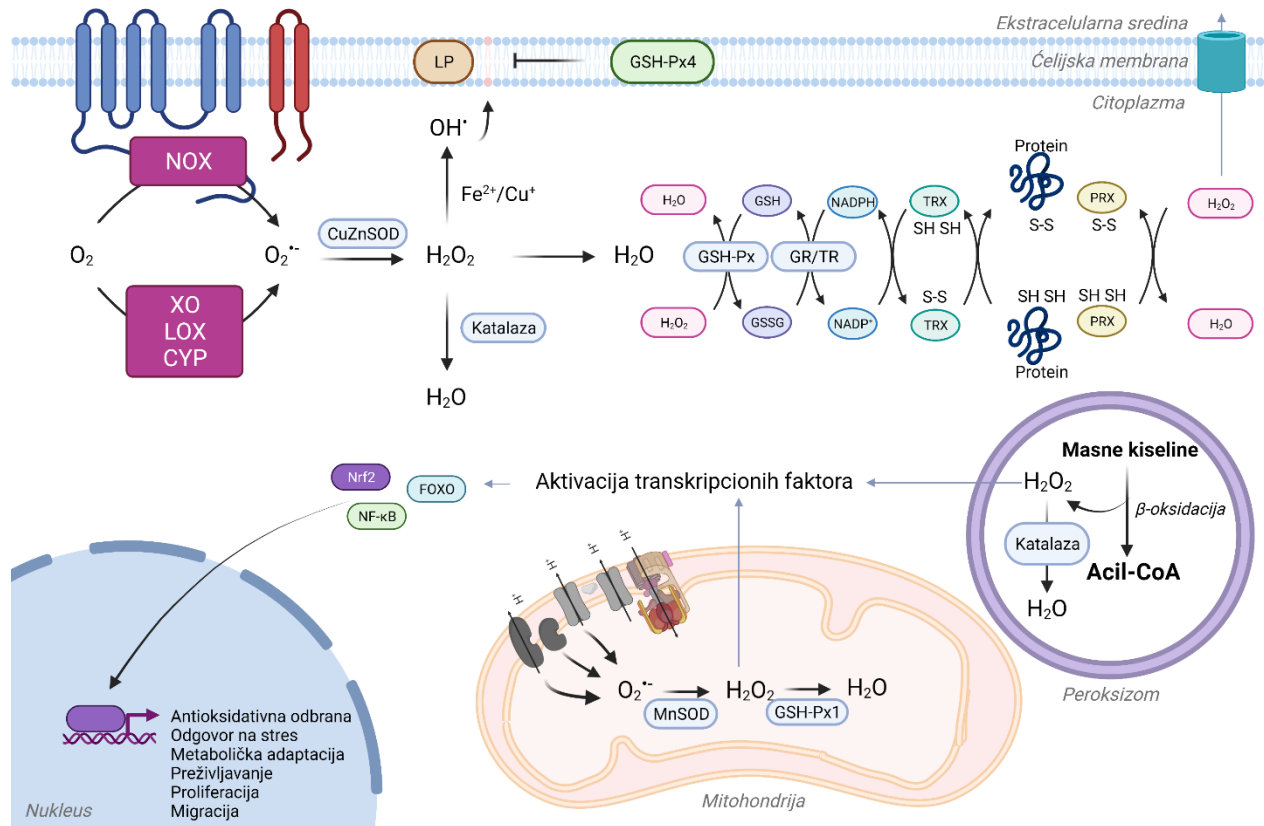 Ekstracelularna sredina
Ćelijska membrana
Citoplazma
LP
GSH-Px4
OH•
Fe²⁺/Cu⁺
NOX
O₂
O₂•-
CuZnSOD
H₂O₂
H₂O
XO
LOX
CYP
Katalaza
H₂O
H₂O
GSH
NADPH
TRX
SH SH
Protein
S-S
PRX
S-S
H₂O₂
GSH-Px
GR/TR
H₂O₂
GSSG
NADP⁺
S-S
TRX
SH SH
Protein
SH SH
PRX
H₂O
Nrf2
FOXO
NF-κB
Aktivacija transkripcionih faktora
Masne kiseline
H₂O₂
β-oksidacija
Katalaza
Acil-CoA
H₂O
Peroksizom
H⁺
H⁺
H⁺
H⁺
O₂•-
MnSOD
H₂O₂
GSH-Px1
H₂O
Mitohondrija
Antioksidativna odbrana
Odgovor na stres
Metabolička adaptacija
Preživljavanje
Proliferacija
Migracija
Nukleus